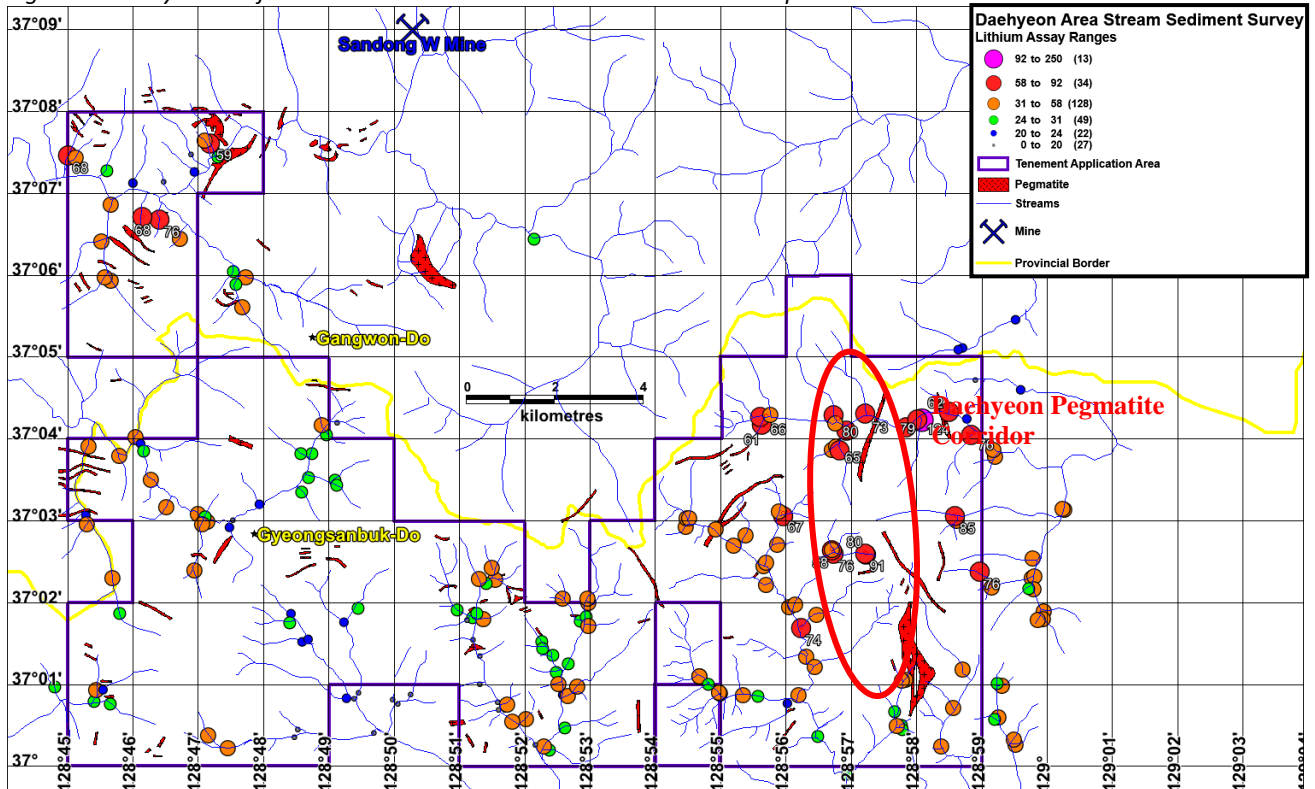 37°09'
Sandong W Mine
Daehyeon Area Stream Sediment Survey
Lithium Assay Ranges
92 to 250 (13)
58 to 92 (34)
31 to 58 (128)
24 to 31 (49)
20 to 24 (22)
0 to 20 (27)
Tenement Application Area
Pegmatite
Streams
Mine
Provincial Border
37°08'
59
68
37°07'
68
76
37°06'
Gangwon-Do
37°05'
0 2 4
kilometres
62
Daehyeon Pegmatite
Corridor
73
79
80
66
61
76
37°04'
65
37°03'
67
85
Gyeongsanbuk-Do
80
76
91
76
37°02'
74
37°01'
37°
128°45'
128°46'
128°47'
128°48'
128°49'
128°50'
128°51'
128°52'
128°53'
128°54'
128°55'
128°56'
128°57'
128°58'
128°59'
129°
129°01'
129°02'
129°03'